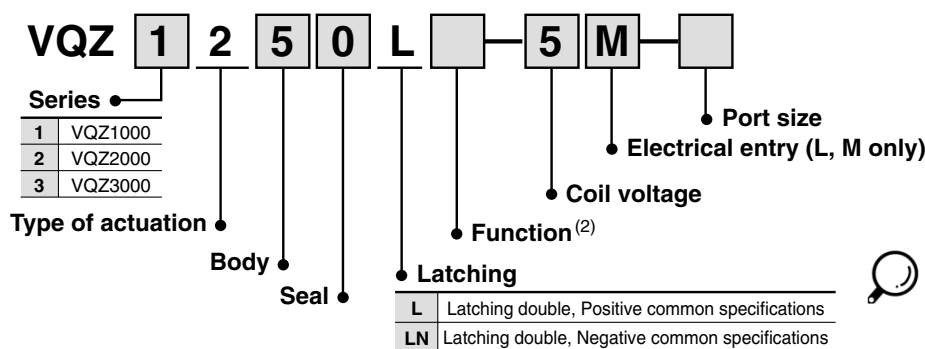 VQZ 1 2 5 0 L — 5 M —
Series
1 VQZ1000
2 VQZ2000
3 VQZ3000
Port size
Electrical entry (L, M only)
Coil voltage
Type of actuation
Function (2)
Body
Latching
Seal
L Latching double, Positive common specifications
LN Latching double, Negative common specifications